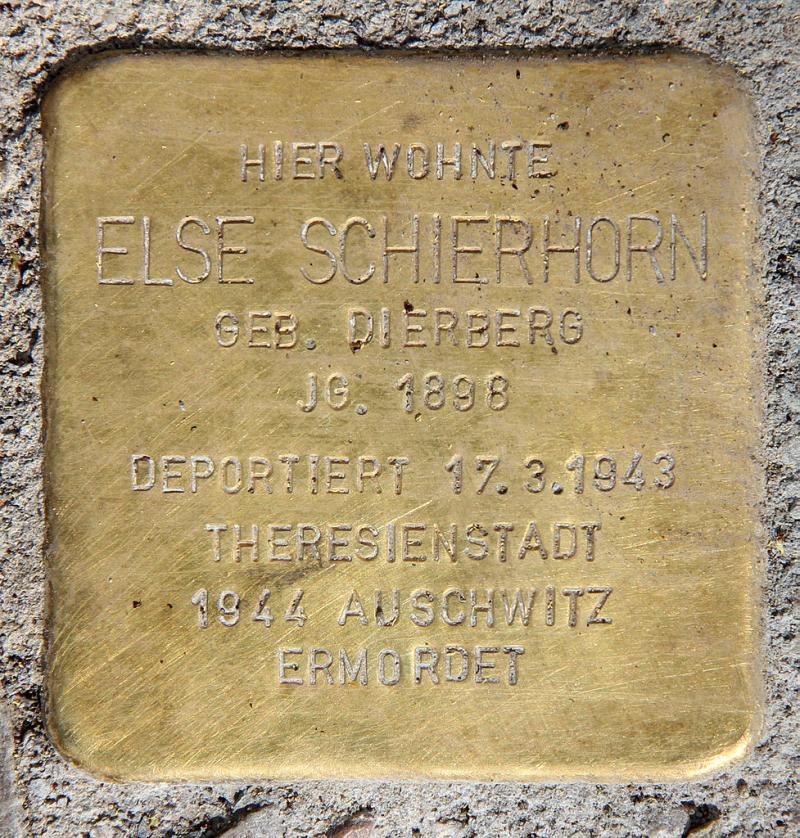 HIER WOHNTE
ELSE SCHIERHORN
GEB. DIERBERG
JG. 1898
DEPORTIERT 17.3.1943
THERESIENSTADT
1944 AUSCHWITZ
ERMORDET